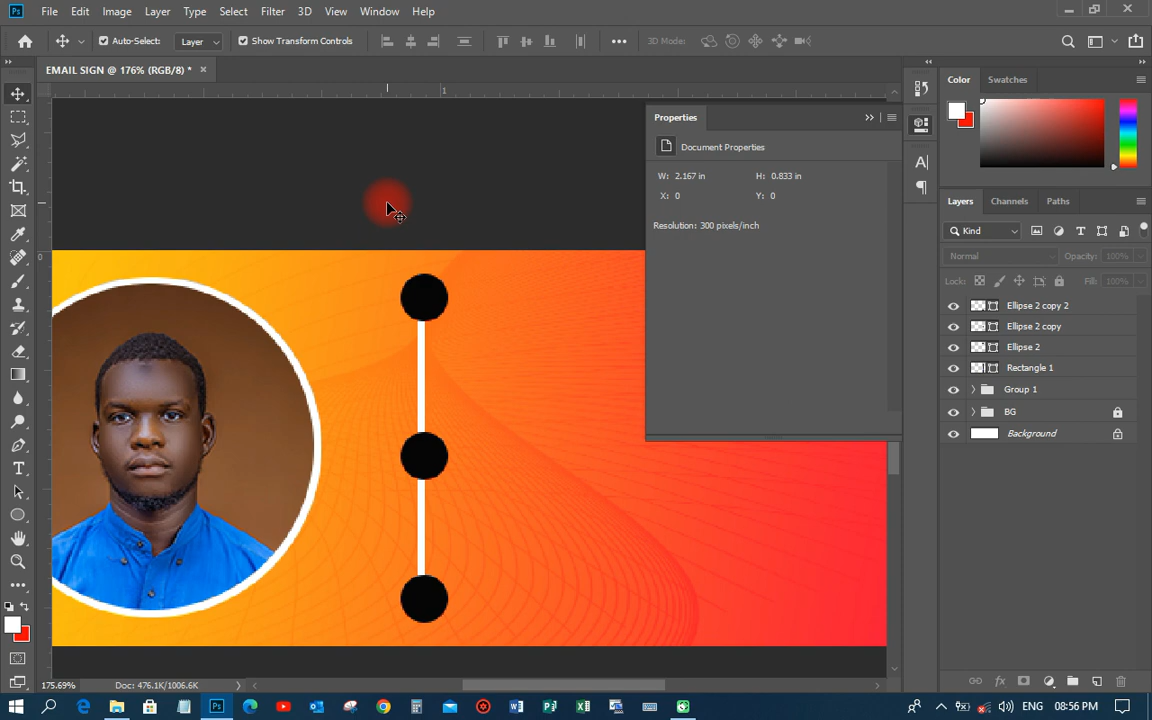 Ps File Edit Image Layer Type Select Filter 3D View Window Help
Auto-Select: Layer Show Transform Controls 3D Mode:
EMAIL SIGN @ 176% (RGB/8) *
1
0
Properties
Document Properties
W: 2.167 in H: 0.833 in
X: 0 Y: 0
Resolution: 300 pixels/inch
Color Swatches
Layers Channels Paths
Kind
Normal Opacity: 100%
Lock: Fill: 100%
Ellipse 2 copy 2
Ellipse 2 copy
Ellipse 2
Rectangle 1
Group 1
BG
Background
175.69% Doc: 476.1K/1006.6K
08:56 PM